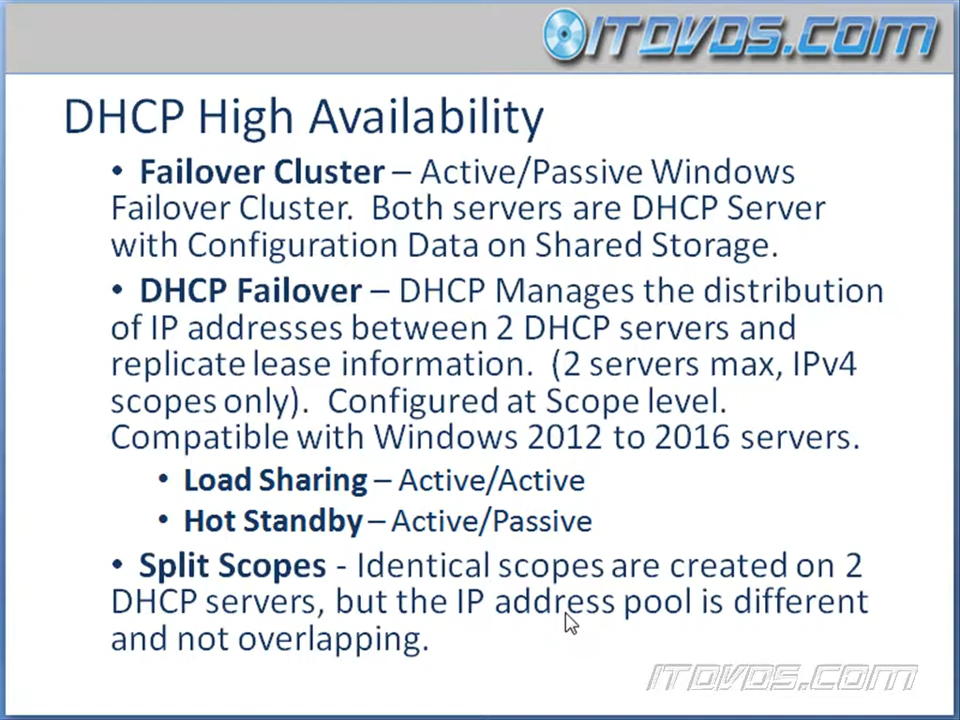 ITDVDS.COM
DHCP High Availability
• Failover Cluster – Active/Passive Windows
Failover Cluster.  Both servers are DHCP Server
with Configuration Data on Shared Storage.
• DHCP Failover – DHCP Manages the distribution
of IP addresses between 2 DHCP servers and
replicate lease information.  (2 servers max, IPv4
scopes only).  Configured at Scope level.
Compatible with Windows 2012 to 2016 servers.
• Load Sharing – Active/Active
• Hot Standby – Active/Passive
• Split Scopes - Identical scopes are created on 2
DHCP servers, but the IP address pool is different
and not overlapping.
ITDVDS.COM